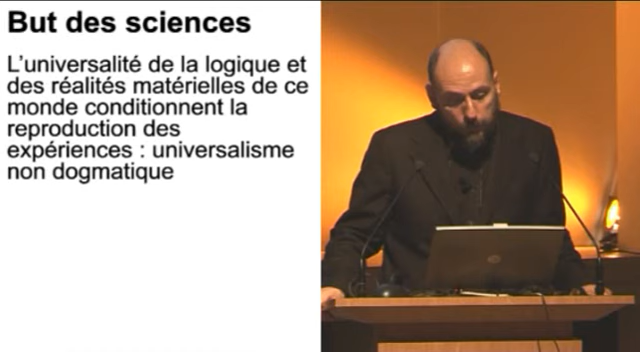 But des sciences
L'universalité de la logique et
des réalités matérielles de ce
monde conditionnent la
reproduction des
expériences : universalisme
non dogmatique